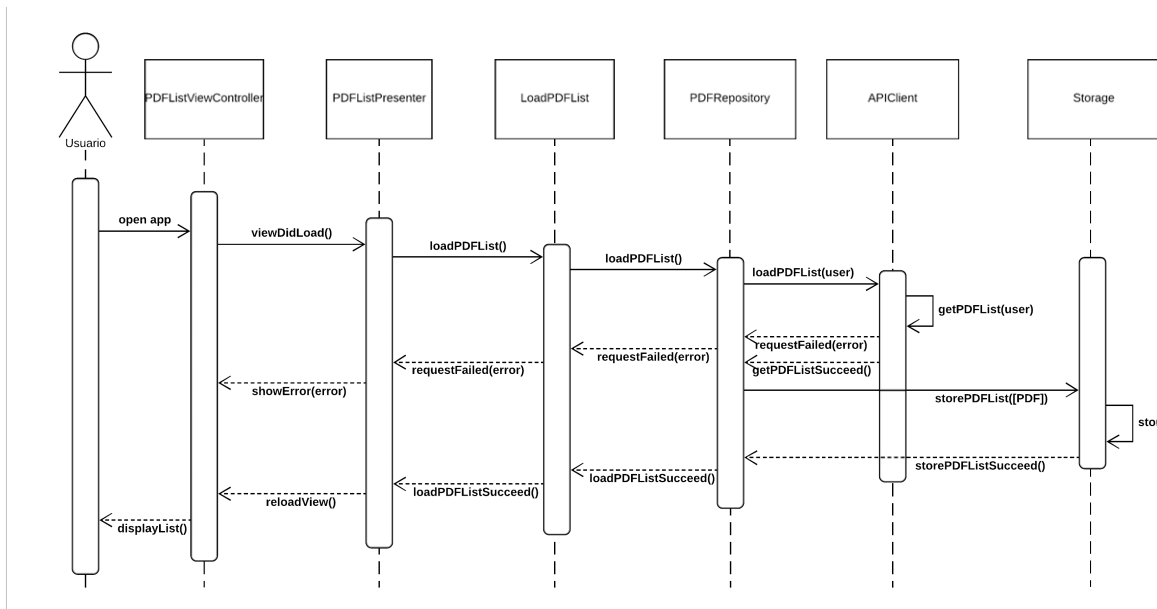 PDFListViewController
PDFListPresenter
LoadPDFList
PDFRepository
APIClient
Storage
Usuario
open app
viewDidLoad()
loadPDFList()
loadPDFList()
loadPDFList(user)
getPDFList(user)
requestFailed(error)
requestFailed(error)
requestFailed(error)
getPDFListSucceed()
showError(error)
storePDFList([PDF])
storePDFListSucceed()
loadPDFListSucceed()
loadPDFListSucceed()
reloadView()
displayList()